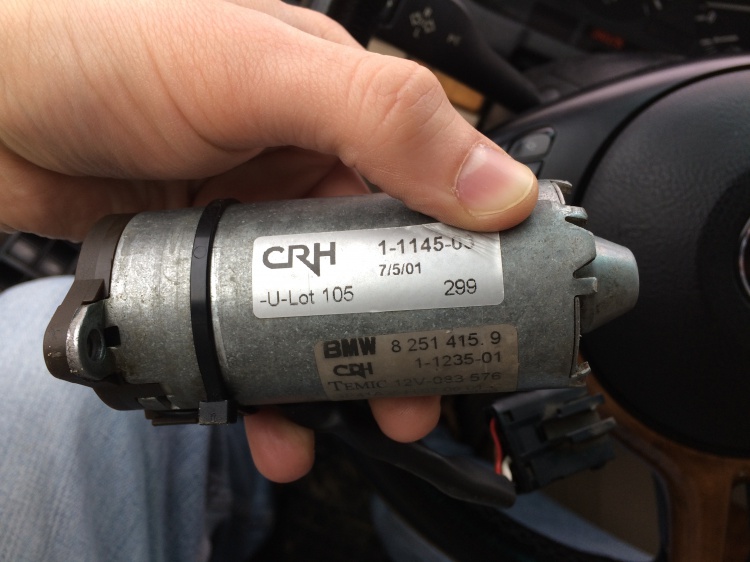 CRH 1-1145-03
7/5/01
-U-Lot 105 299
BMW 8 251 415. 9
CRH 1-1235-01
TEMIC 12V-093 576